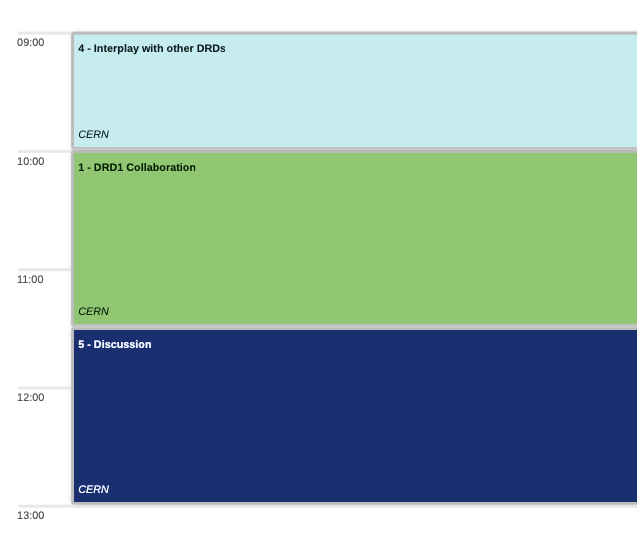 09:00
4 - Interplay with other DRDs
CERN
10:00
1 - DRD1 Collaboration
11:00
CERN
5 - Discussion
12:00
CERN
13:00